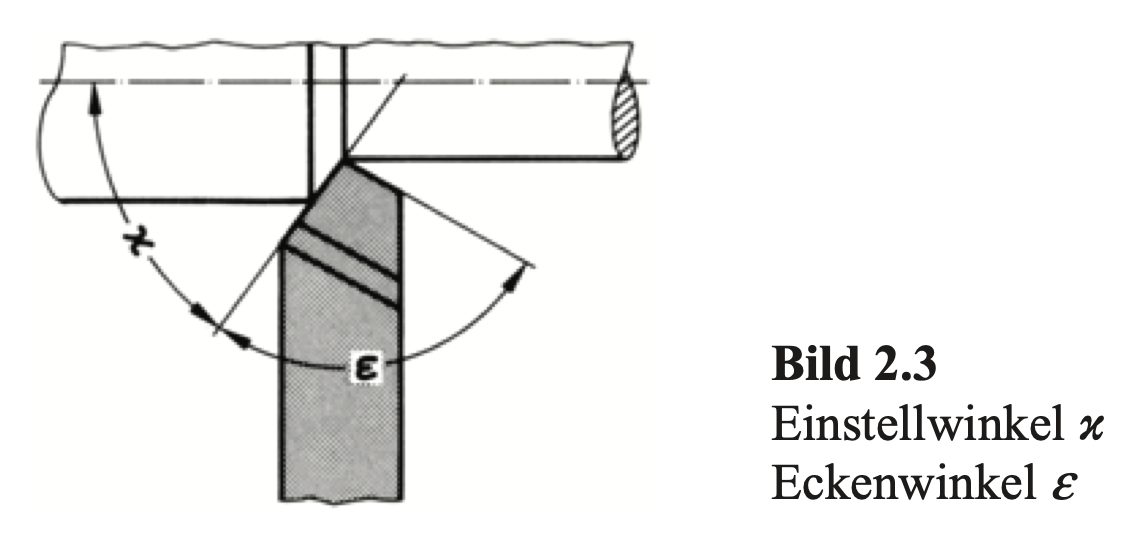 ϰ
ε
Bild 2.3
Einstellwinkel ϰ
Eckenwinkel ε